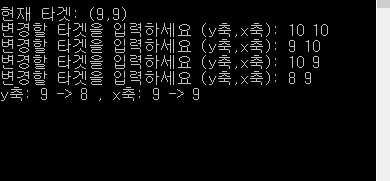 현재 타겟: (9,9)
변경할 타겟을 입력하세요 (y축,x축): 10 10
변경할 타겟을 입력하세요 (y축,x축): 9 10
변경할 타겟을 입력하세요 (y축,x축): 10 9
변경할 타겟을 입력하세요 (y축,x축): 8 9
y축: 9 -> 8 , x축: 9 -> 9